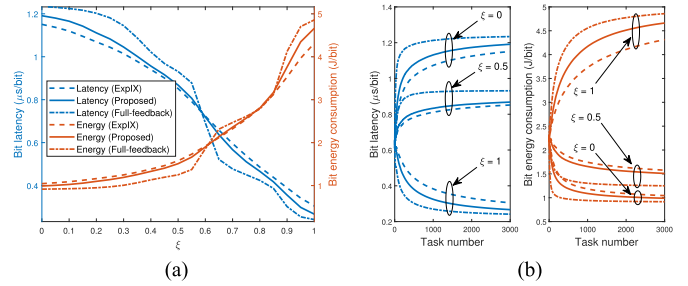 1.2
1
0.8
0.6
0.4
Bit latency (μs/bit)
Latency (ExpIX)
Latency (Proposed)
Latency (Full-feedback)
Energy (ExpIX)
Energy (Proposed)
Energy (Full-feedback)
0 0.1 0.2 0.3 0.4 0.5 0.6 0.7 0.8 0.9 1
ξ
5
4
3
2
1
Bit energy consumption (J/bit)
(a)
1.4
1.2
1
0.8
0.6
0.4
0.2
Bit latency (μs/bit)
ξ = 0
ξ = 0.5
ξ = 1
0 1000 2000 3000
Task number
5
4.5
4
3.5
3
2.5
2
1.5
1
0.5
Bit energy consumption (J/bit)
ξ = 1
ξ = 0.5
ξ = 0
0 1000 2000 3000
Task number
(b)